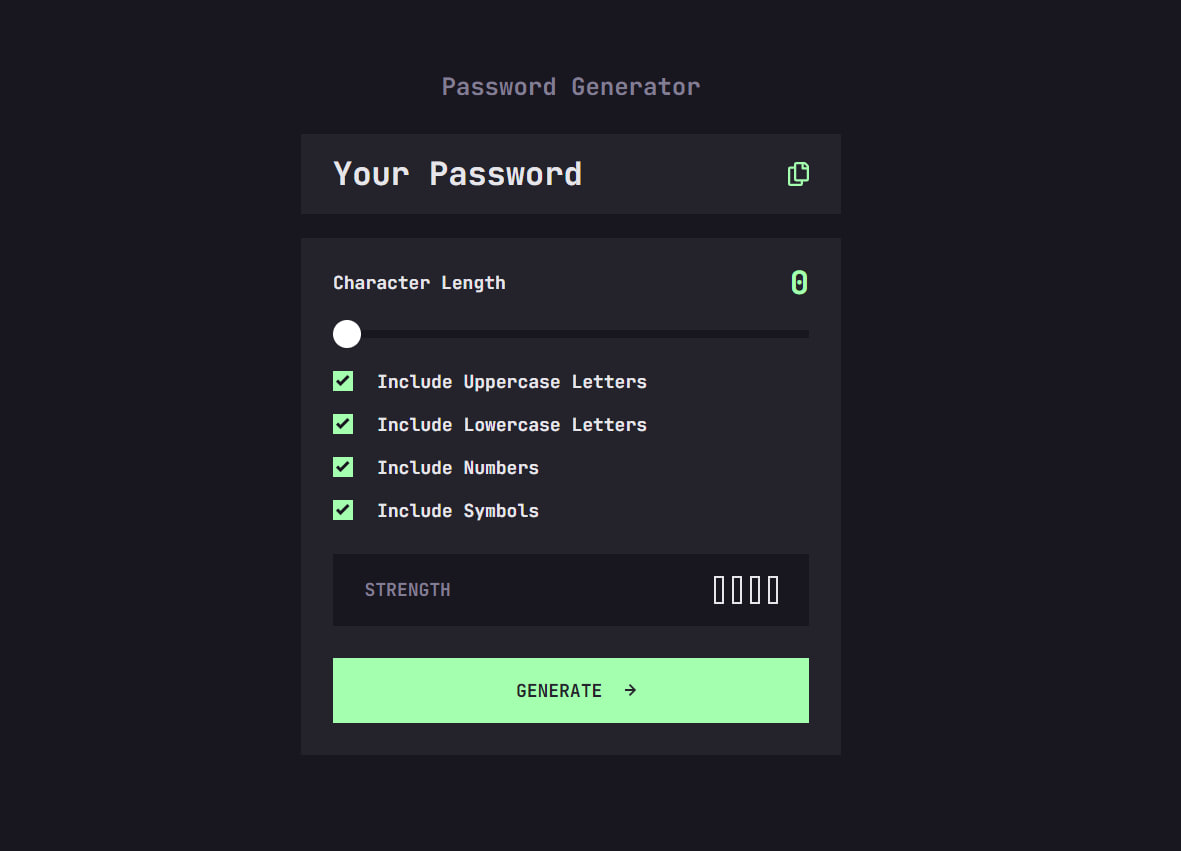 Password Generator
Your Password
Character Length 0
Include Uppercase Letters
Include Lowercase Letters
Include Numbers
Include Symbols
STRENGTH
GENERATE →